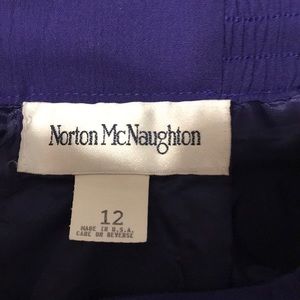 Norton McNaughton
12
MADE IN U.S.A.
CARE ON REVERSE